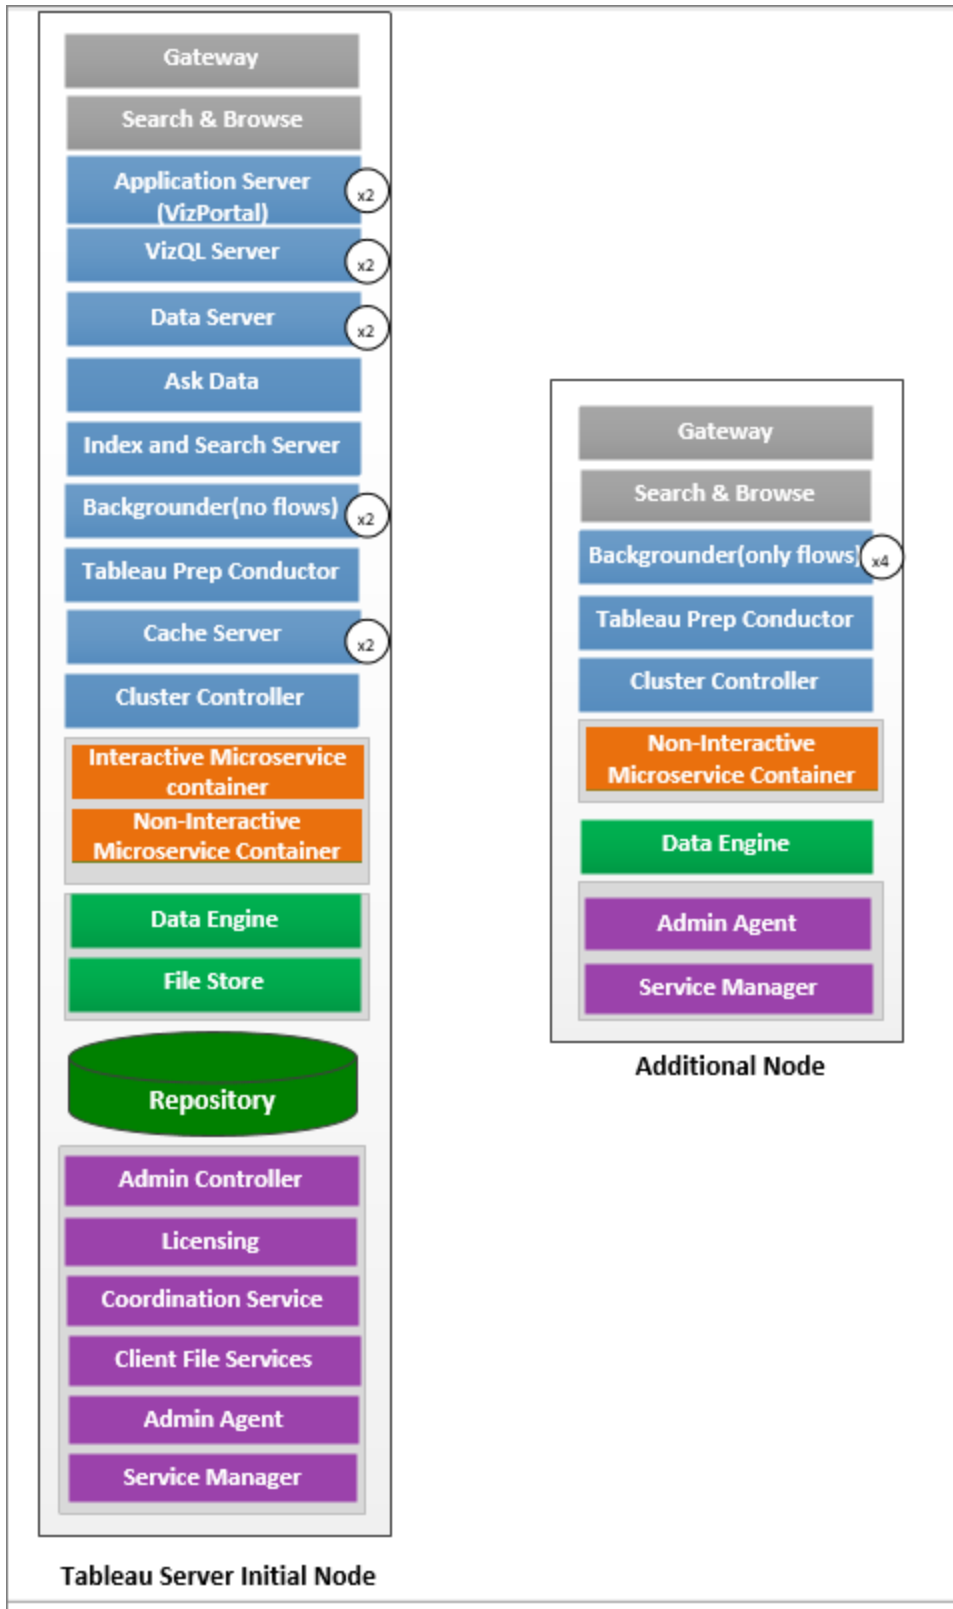 Gateway
Search & Browse
Application Server
(VizPortal)
x2
VizQL Server
x2
Data Server
x2
Ask Data
Index and Search Server
Backgrounder(no flows)
x2
Tableau Prep Conductor
Cache Server
x2
Cluster Controller
Interactive Microservice
container
Non-Interactive
Microservice Container
Data Engine
File Store
Repository
Admin Controller
Licensing
Coordination Service
Client File Services
Admin Agent
Service Manager
Tableau Server Initial Node
Gateway
Search & Browse
Backgrounder(only flows)
x4
Tableau Prep Conductor
Cluster Controller
Non-Interactive
Microservice Container
Data Engine
Admin Agent
Service Manager
Additional Node